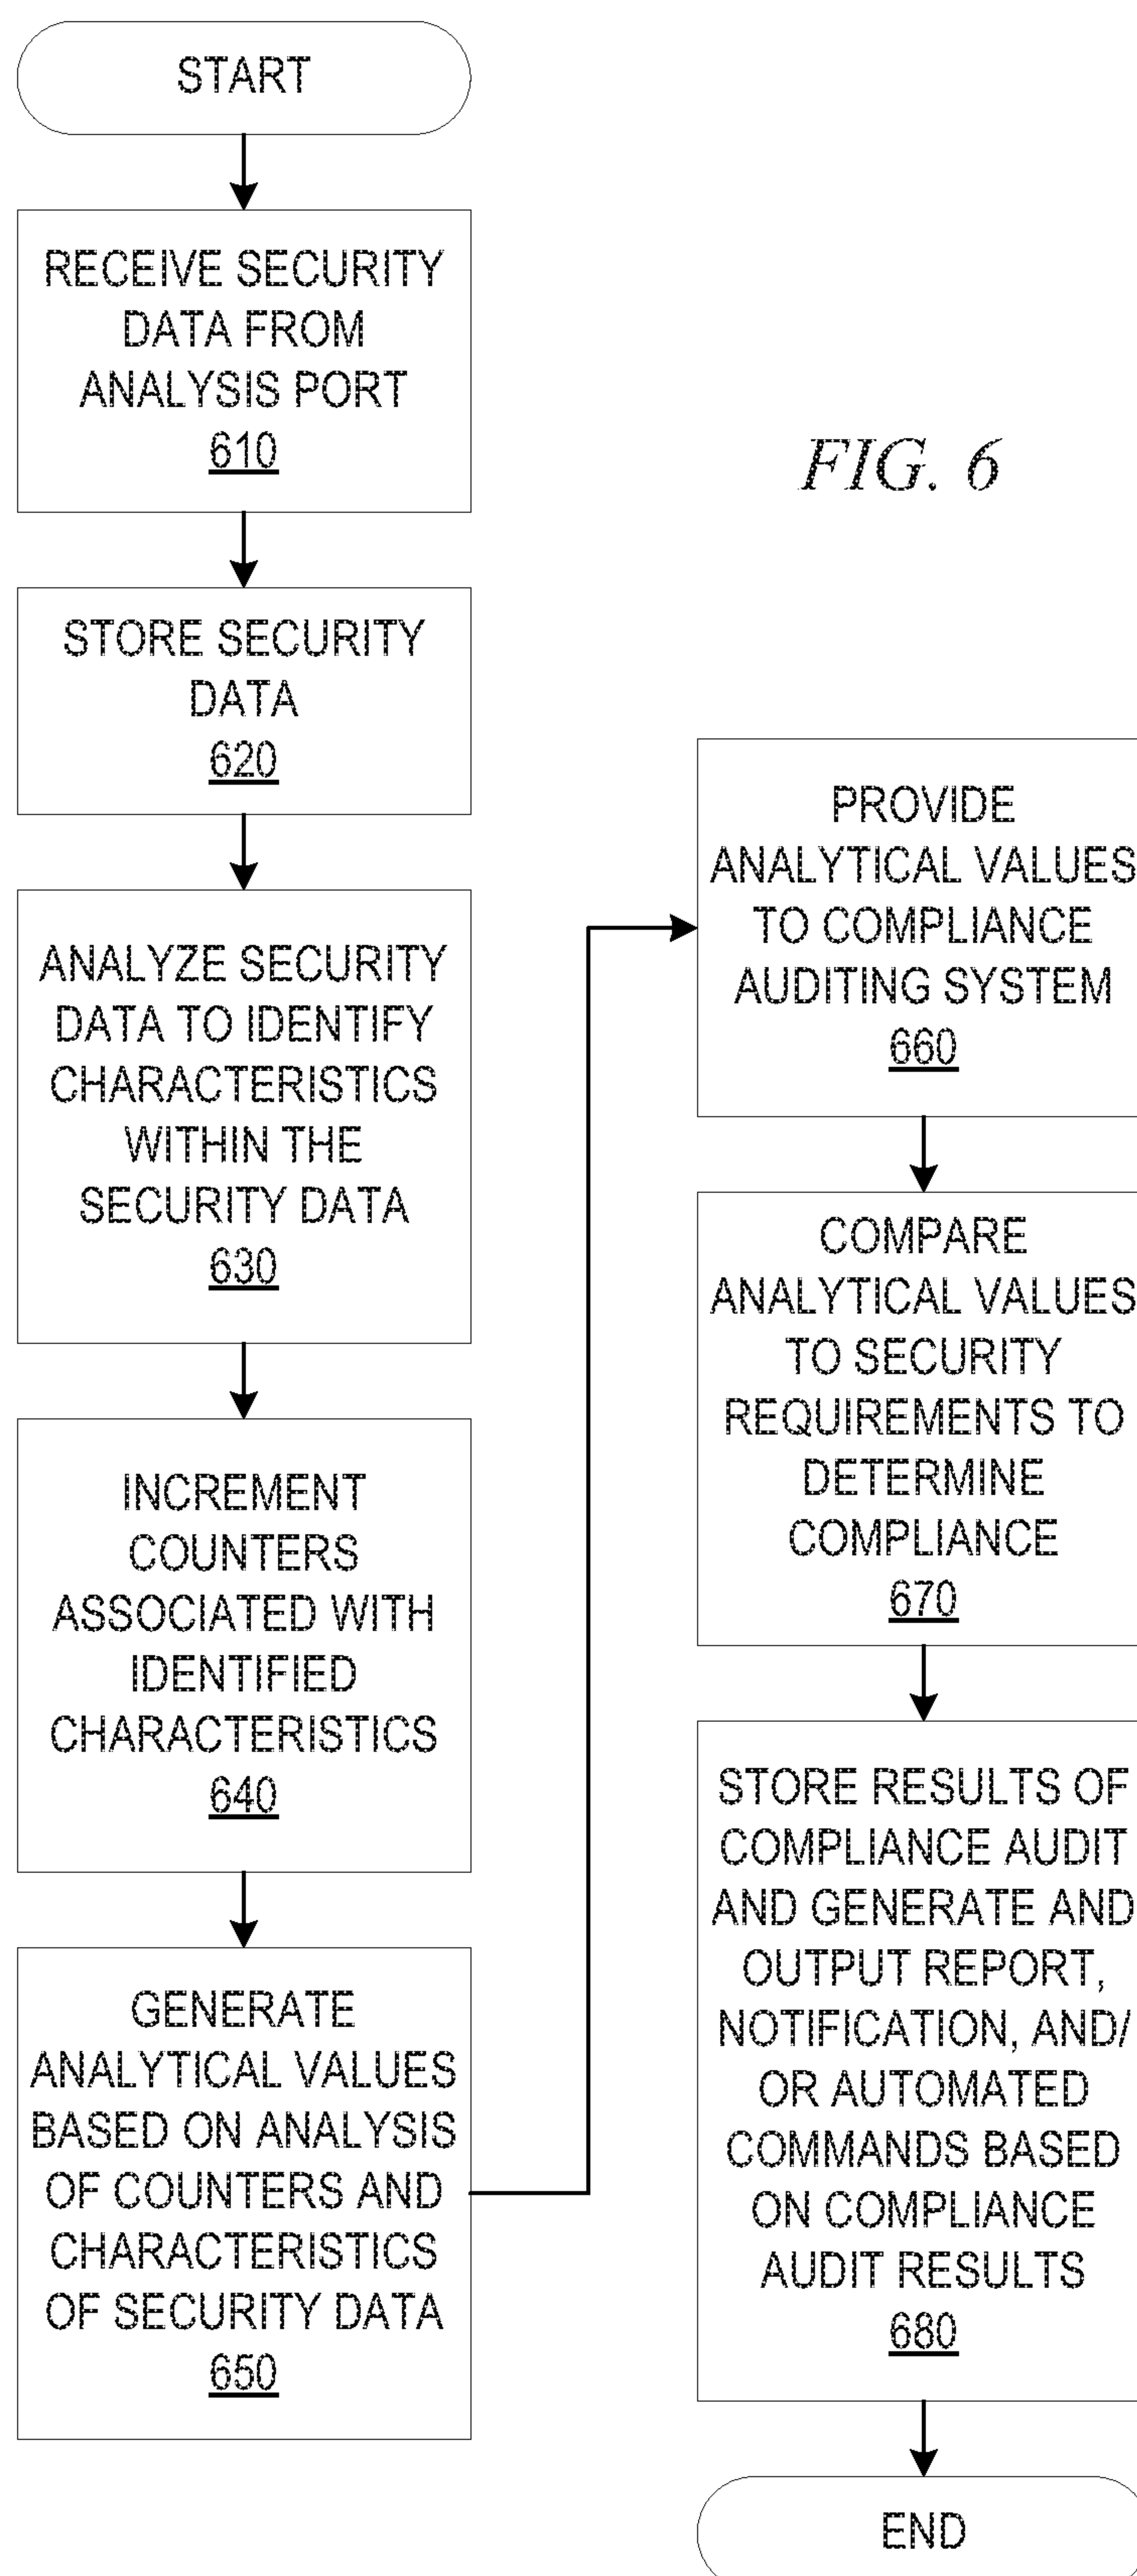 START
RECEIVE SECURITY
DATA FROM
ANALYSIS PORT
610
STORE SECURITY
DATA
620
ANALYZE SECURITY
DATA TO IDENTIFY
CHARACTERISTICS
WITHIN THE
SECURITY DATA
630
INCREMENT
COUNTERS
ASSOCIATED WITH
IDENTIFIED
CHARACTERISTICS
640
GENERATE
ANALYTICAL VALUES
BASED ON ANALYSIS
OF COUNTERS AND
CHARACTERISTICS
OF SECURITY DATA
650
FIG. 6
PROVIDE
ANALYTICAL VALUES
TO COMPLIANCE
AUDITING SYSTEM
660
COMPARE
ANALYTICAL VALUES
TO SECURITY
REQUIREMENTS TO
DETERMINE
COMPLIANCE
670
STORE RESULTS OF
COMPLIANCE AUDIT
AND GENERATE AND
OUTPUT REPORT,
NOTIFICATION, AND/
OR AUTOMATED
COMMANDS BASED
ON COMPLIANCE
AUDIT RESULTS
680
END